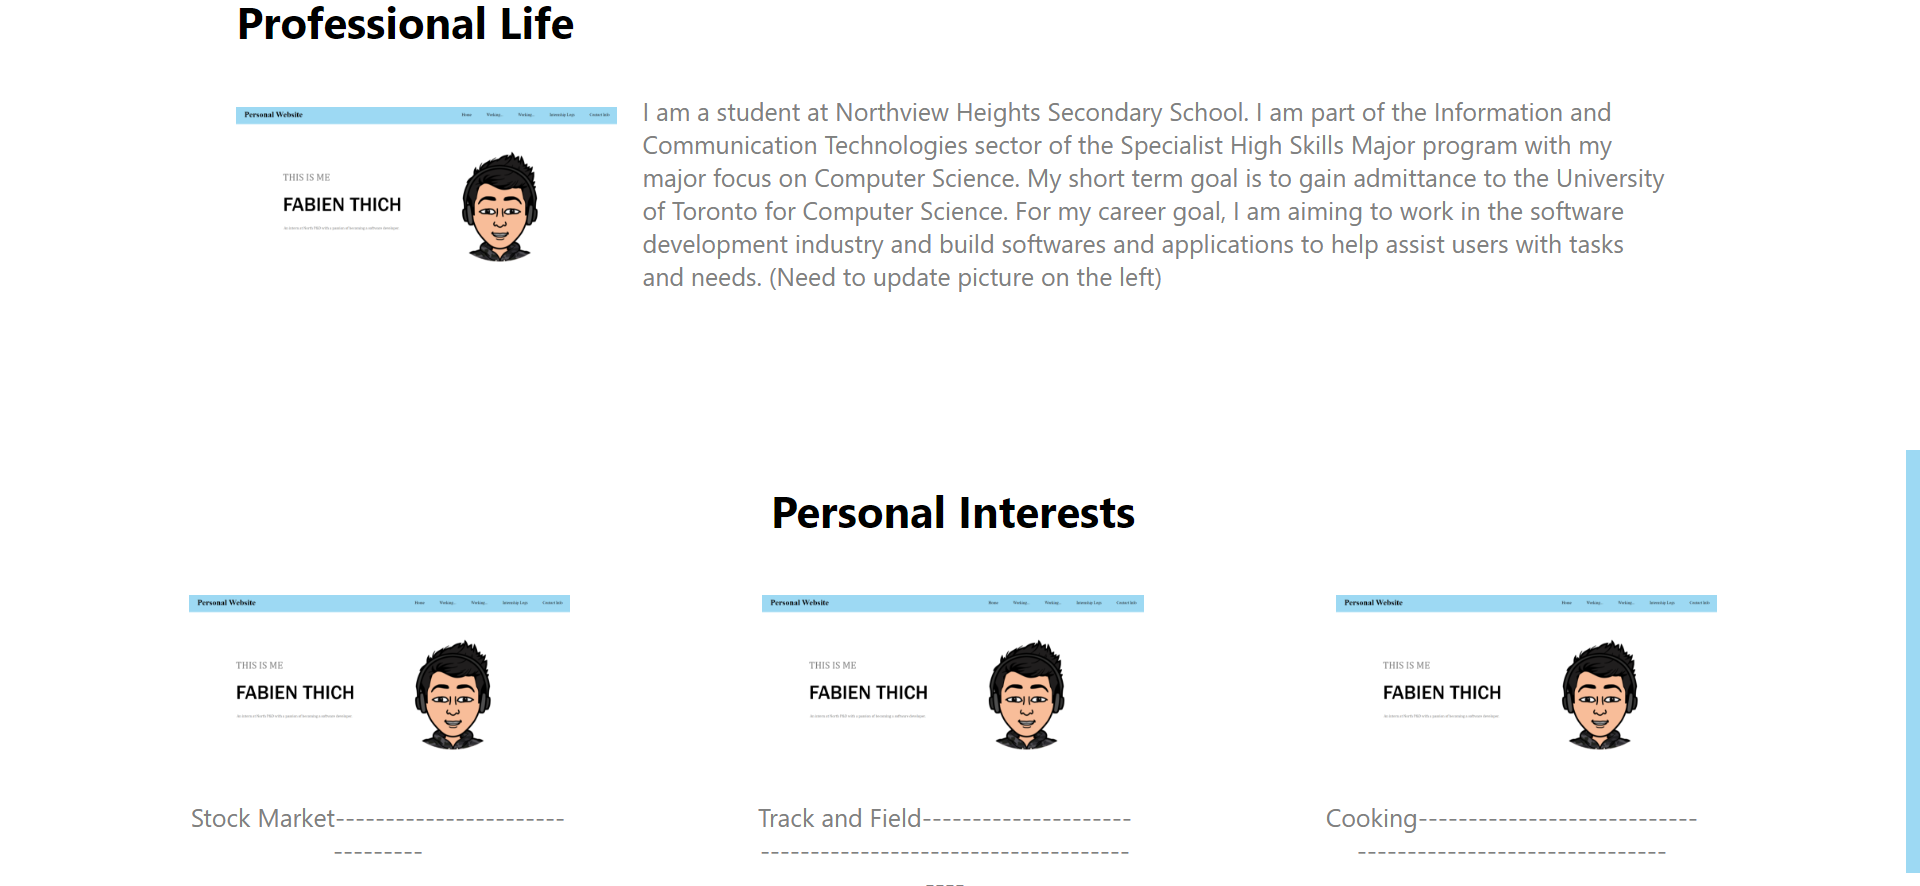 Professional Life
Personal Website Home Working... Working... Internship Logs Contact Info
THIS IS ME
FABIEN THICH
I am a student at Northview Heights Secondary School. I am part of the Information and
Communication Technologies sector of the Specialist High Skills Major program with my
major focus on Computer Science. My short term goal is to gain admittance to the University
of Toronto for Computer Science. For my career goal, I am aiming to work in the software
development industry and build softwares and applications to help assist users with tasks
and needs. (Need to update picture on the left)
Personal Interests
Personal Website Home Working... Working... Internship Logs Contact Info
THIS IS ME
FABIEN THICH
Personal Website Home Working... Working... Internship Logs Contact Info
THIS IS ME
FABIEN THICH
Personal Website Home Working... Working... Internship Logs Contact Info
THIS IS ME
FABIEN THICH
Stock Market-----------------------
---------
Track and Field---------------------
-------------------------------------
----
Cooking----------------------------
-------------------------------